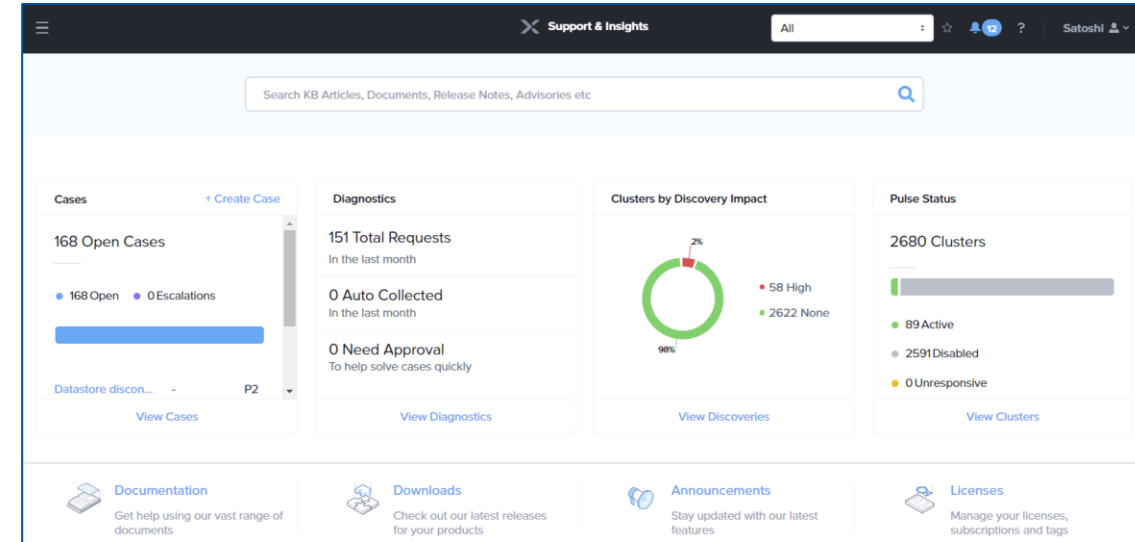 Support & Insights
All
12
?
Satoshi
Search KB Articles, Documents, Release Notes, Advisories etc
Cases
+ Create Case
168 Open Cases
168 Open
0 Escalations
Datastore discon...
-
P2
View Cases
Diagnostics
151 Total Requests
In the last month
0 Auto Collected
In the last month
0 Need Approval
To help solve cases quickly
View Diagnostics
Clusters by Discovery Impact
2%
98%
58 High
2622 None
View Discoveries
Pulse Status
2680 Clusters
89 Active
2591 Disabled
0 Unresponsive
View Clusters
Documentation
Get help using our vast range of
documents
Downloads
Check out our latest releases
for your products
Announcements
Stay updated with our latest
features
Licenses
Manage your licenses,
subscriptions and tags